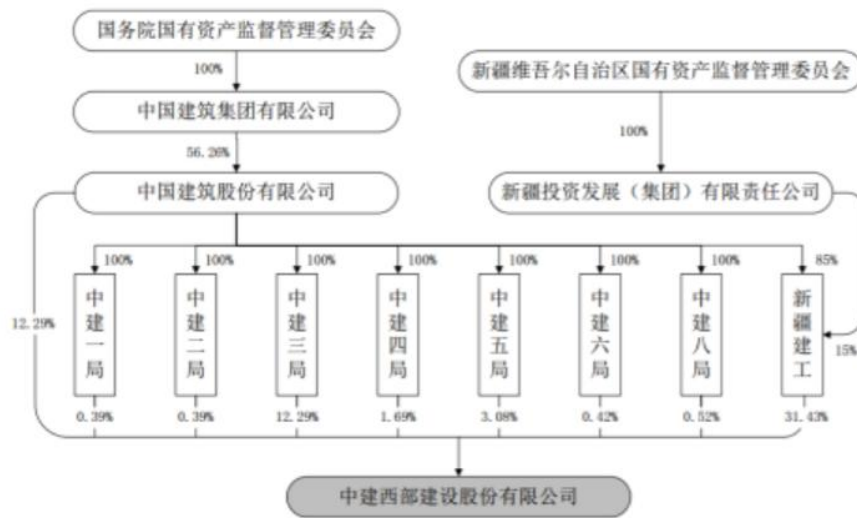 国务院国有资产监督管理委员会
新疆维吾尔自治区国有资产监督管理委员会
100%
中国建筑集团有限公司
100%
56.26%
中国建筑股份有限公司
新疆投资发展（集团）有限责任公司
100%
100%
100%
100%
100%
100%
100%
85%
中建一局
中建二局
中建三局
中建四局
中建五局
中建六局
中建八局
新疆建工
12.29%
15%
0.39%
0.39%
12.29%
1.69%
3.08%
0.42%
0.52%
31.43%
中建西部建设股份有限公司